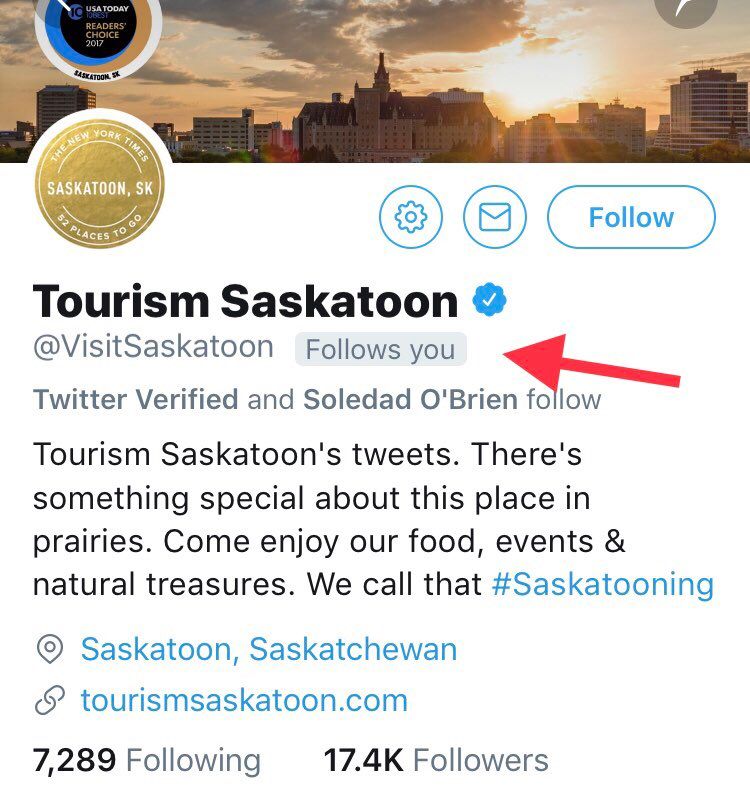 10
USA TODAY
10BEST
READERS'
CHOICE
2017
SASKATOON, SK
THE NEW YORK TIMES
SASKATOON, SK
52 PLACES TO GO
Follow
Tourism Saskatoon
@VisitSaskatoon Follows you
Twitter Verified and Soledad O'Brien follow
Tourism Saskatoon's tweets. There's
something special about this place in
prairies. Come enjoy our food, events &
natural treasures. We call that #Saskatooning
Saskatoon, Saskatchewan
tourismsaskatoon.com
7,289 Following 17.4K Followers